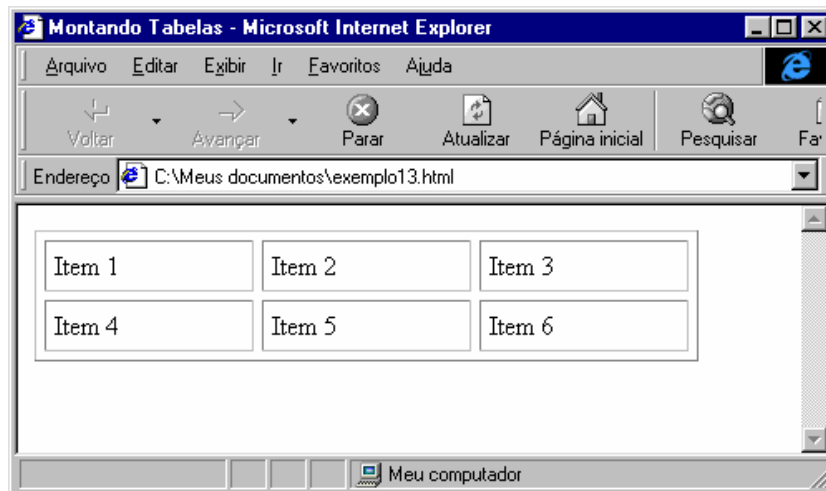 Montando Tabelas - Microsoft Internet Explorer
Arquivo Editar Exibir Ir Favoritos Ajuda
Voltar Avançar Parar Atualizar Página inicial Pesquisar
Endereço C:\Meus documentos\exemplo13.html
Item 1 Item 2 Item 3
Item 4 Item 5 Item 6
Meu computador